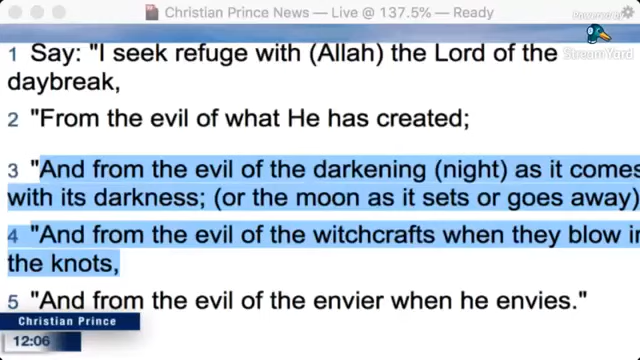 Christian Prince News — Live @ 137.5% — Ready
Powered by
StreamYard
1 Say: "I seek refuge with (Allah) the Lord of the
daybreak,
2 "From the evil of what He has created;
3 "And from the evil of the darkening (night) as it comes
with its darkness; (or the moon as it sets or goes away)
4 "And from the evil of the witchcrafts when they blow in
the knots,
5 "And from the evil of the envier when he envies."
Christian Prince
12:06